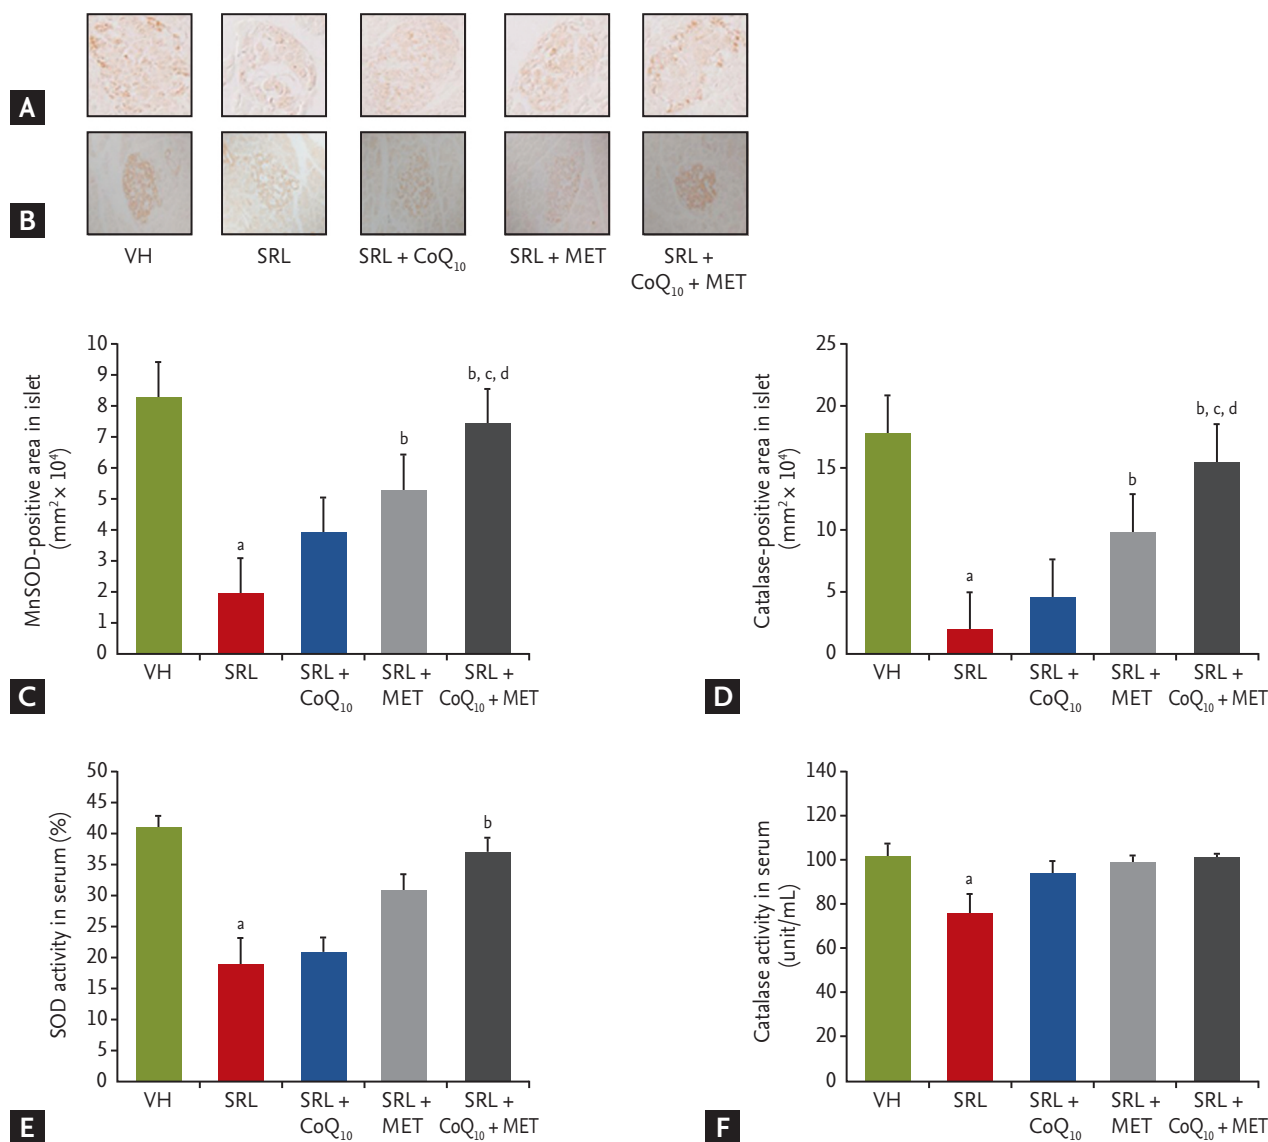 A
B
VH
SRL
SRL + CoQ₁₀
SRL + MET
SRL +
CoQ₁₀ + MET
MnSOD-positive area in islet
(mm² × 10⁴)
10
9
8
7
6
5
4
3
2
1
0
a
b
b, c, d
VH
SRL
SRL +
CoQ₁₀
SRL +
MET
SRL +
CoQ₁₀ + MET
C
Catalase-positive area in islet
(mm² × 10⁴)
25
20
15
10
5
0
a
b
b, c, d
VH
SRL
SRL +
CoQ₁₀
SRL +
MET
SRL +
CoQ₁₀ + MET
D
SOD activity in serum (%)
50
45
40
35
30
25
20
15
10
5
0
a
b
VH
SRL
SRL +
CoQ₁₀
SRL +
MET
SRL +
CoQ₁₀ + MET
E
Catalase activity in serum
(unit/mL)
140
120
100
80
60
40
20
0
a
VH
SRL
SRL +
CoQ₁₀
SRL +
MET
SRL +
CoQ₁₀ + MET
F